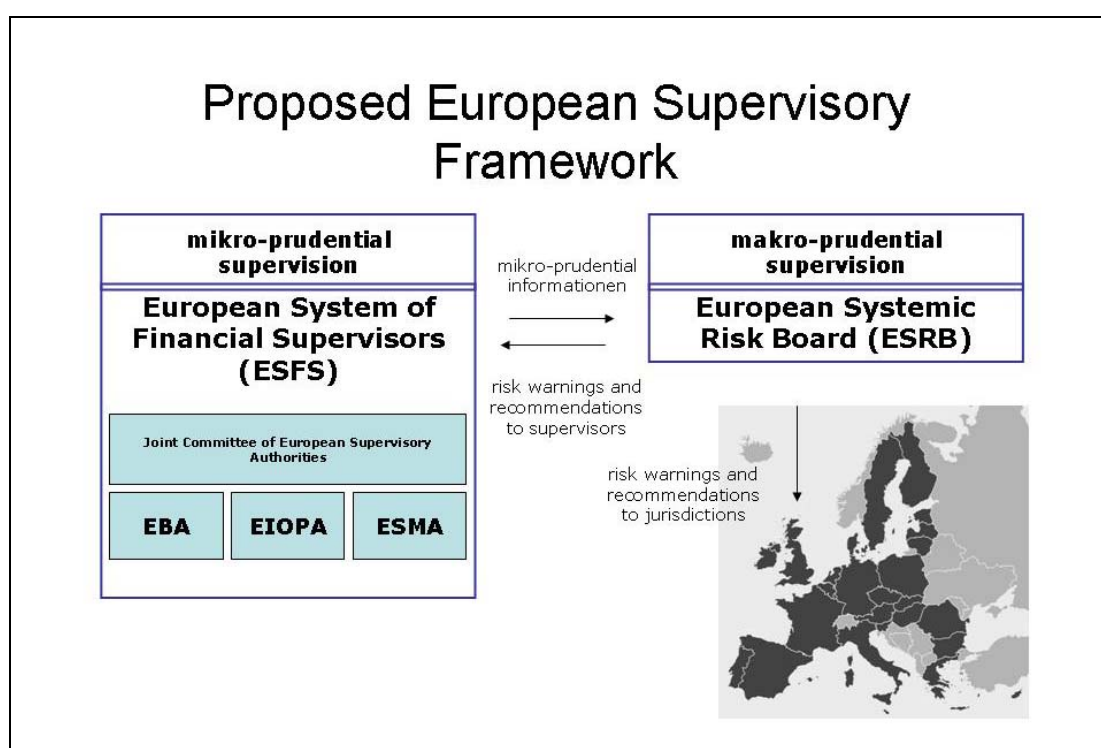 Proposed European Supervisory
Framework
mikro-prudential
supervision
European System of
Financial Supervisors
(ESFS)
Joint Committee of European Supervisory
Authorities
EBA
EIOPA
ESMA
mikro-prudential
informationen
risk warnings and
recommendations
to supervisors
makro-prudential
supervision
European Systemic
Risk Board (ESRB)
risk warnings and
recommendations
to jurisdictions